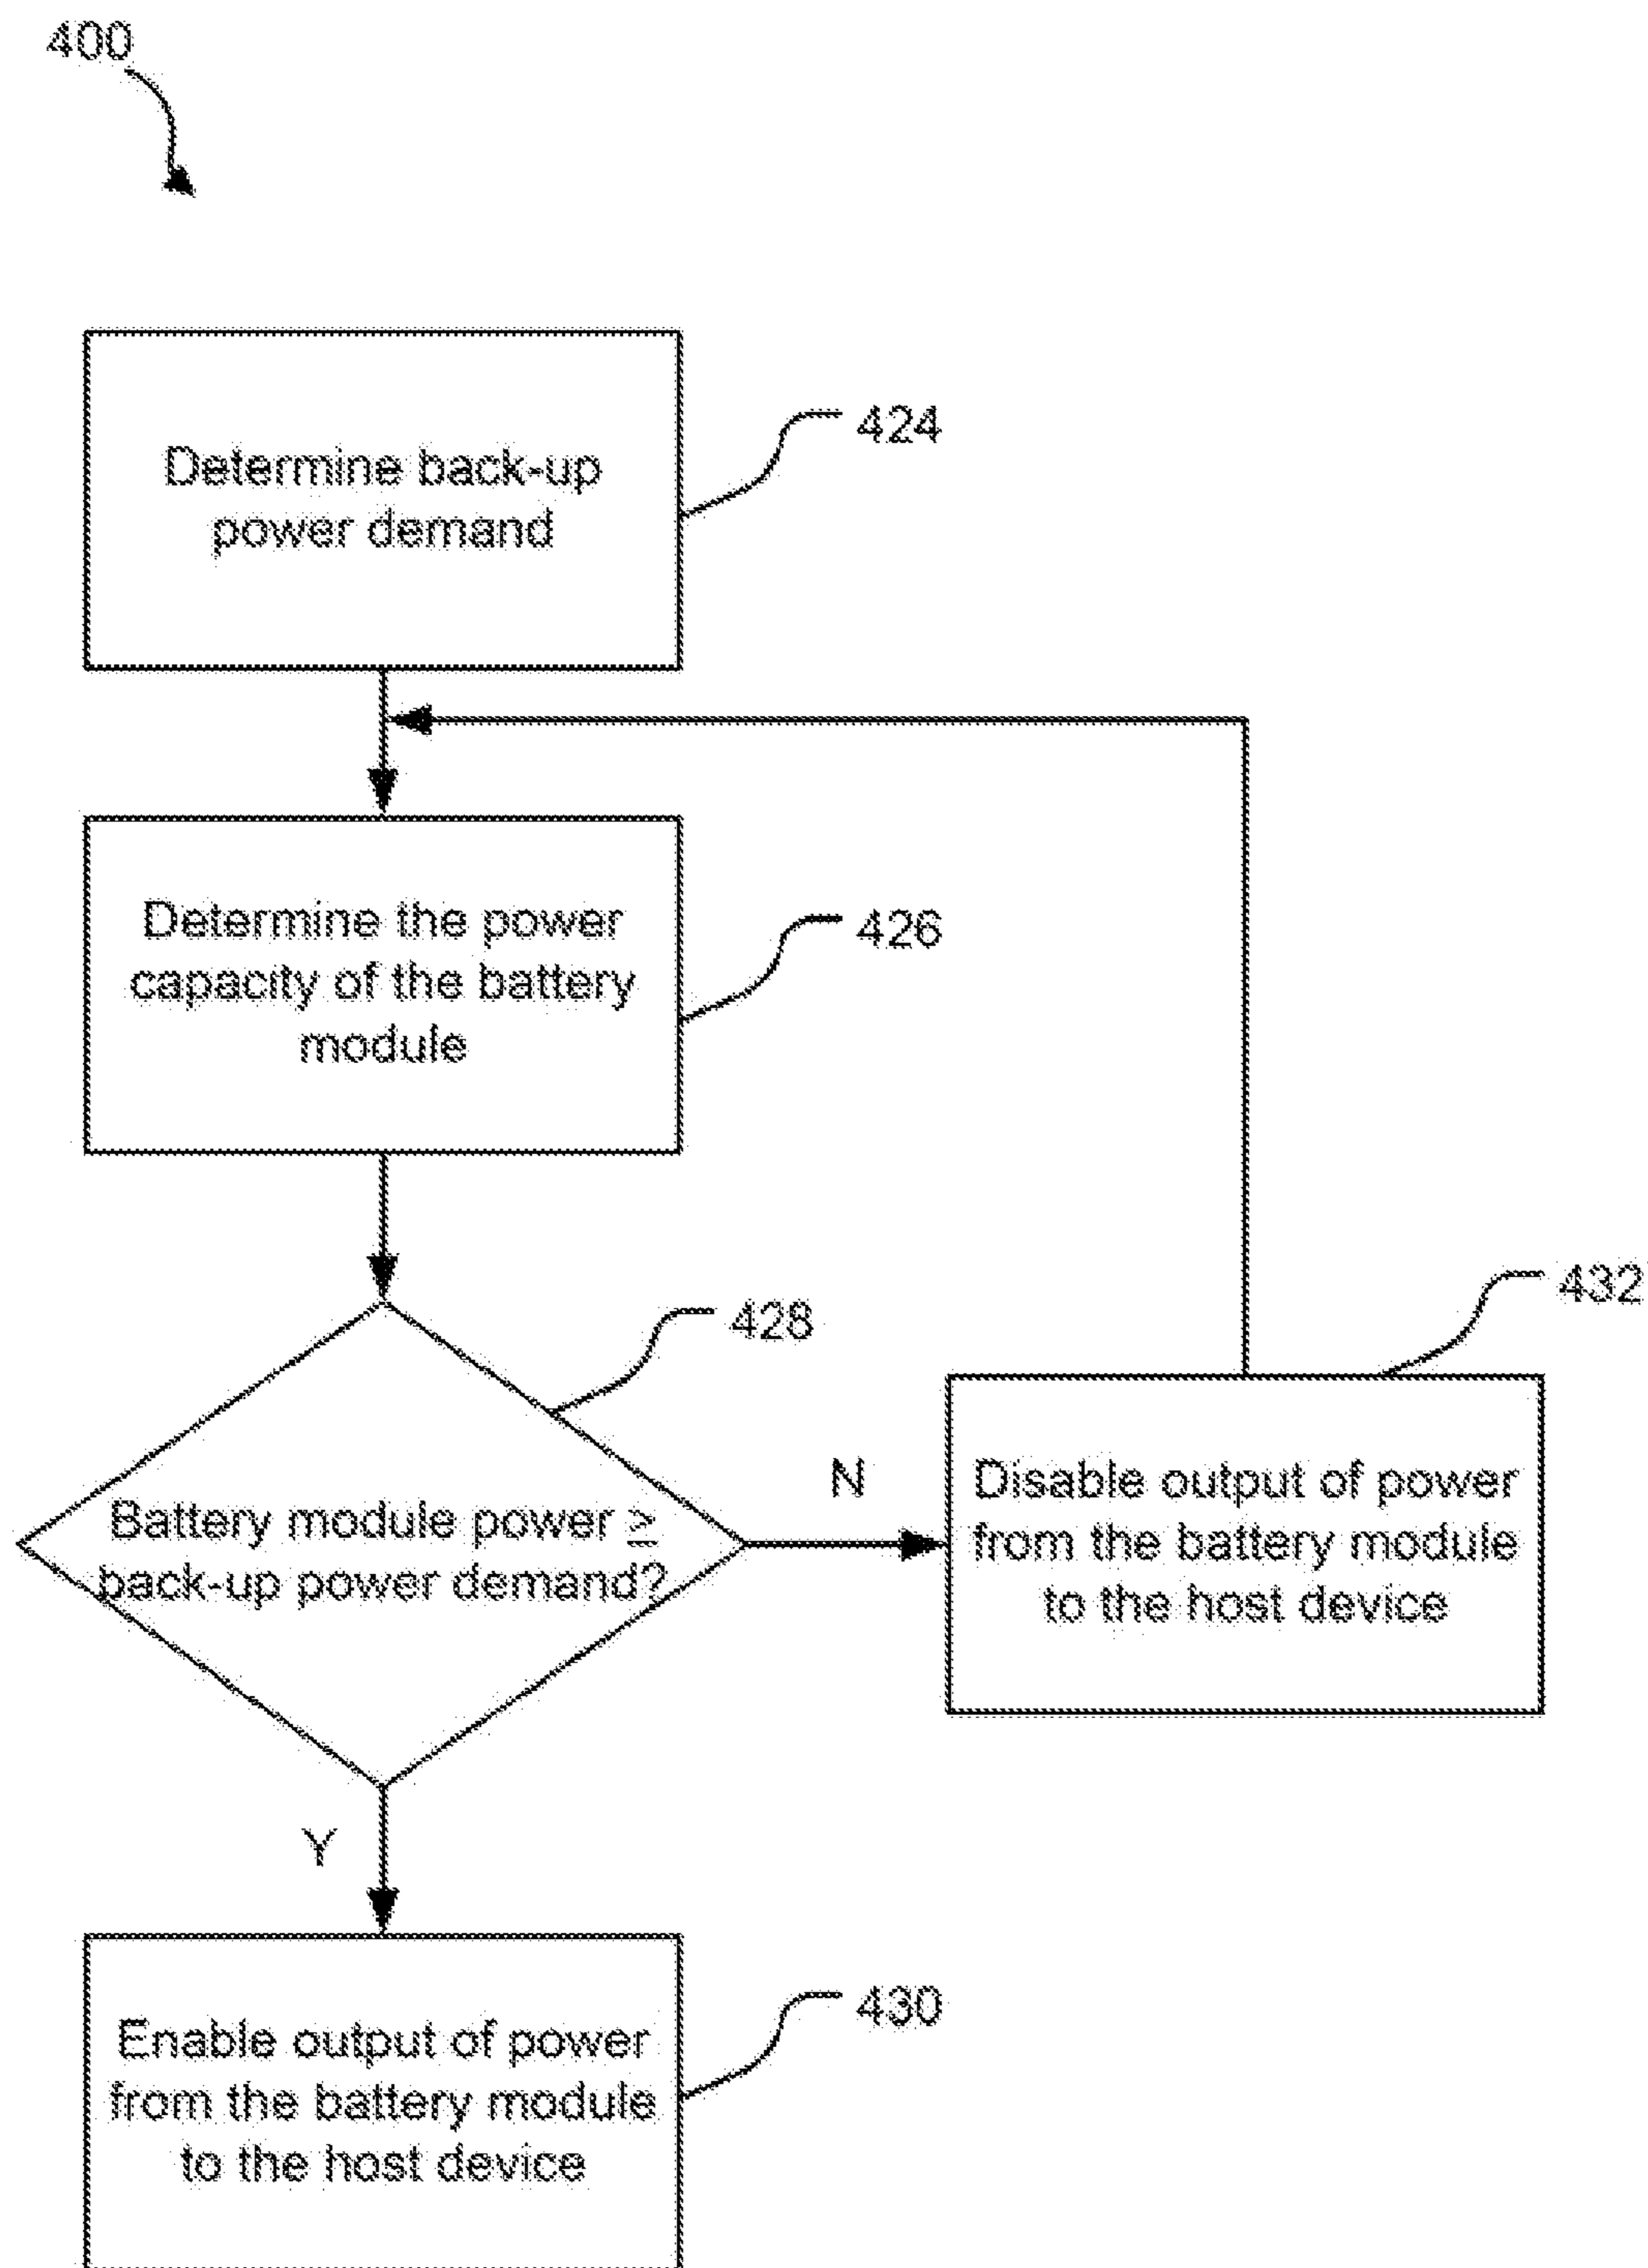 400
Determine back-up
power demand
424
Determine the power
capacity of the battery
module
426
428
Battery module power ≥
back-up power demand?
N
432
Disable output of power
from the battery module
to the host device
Y
Enable output of power
from the battery module
to the host device
430